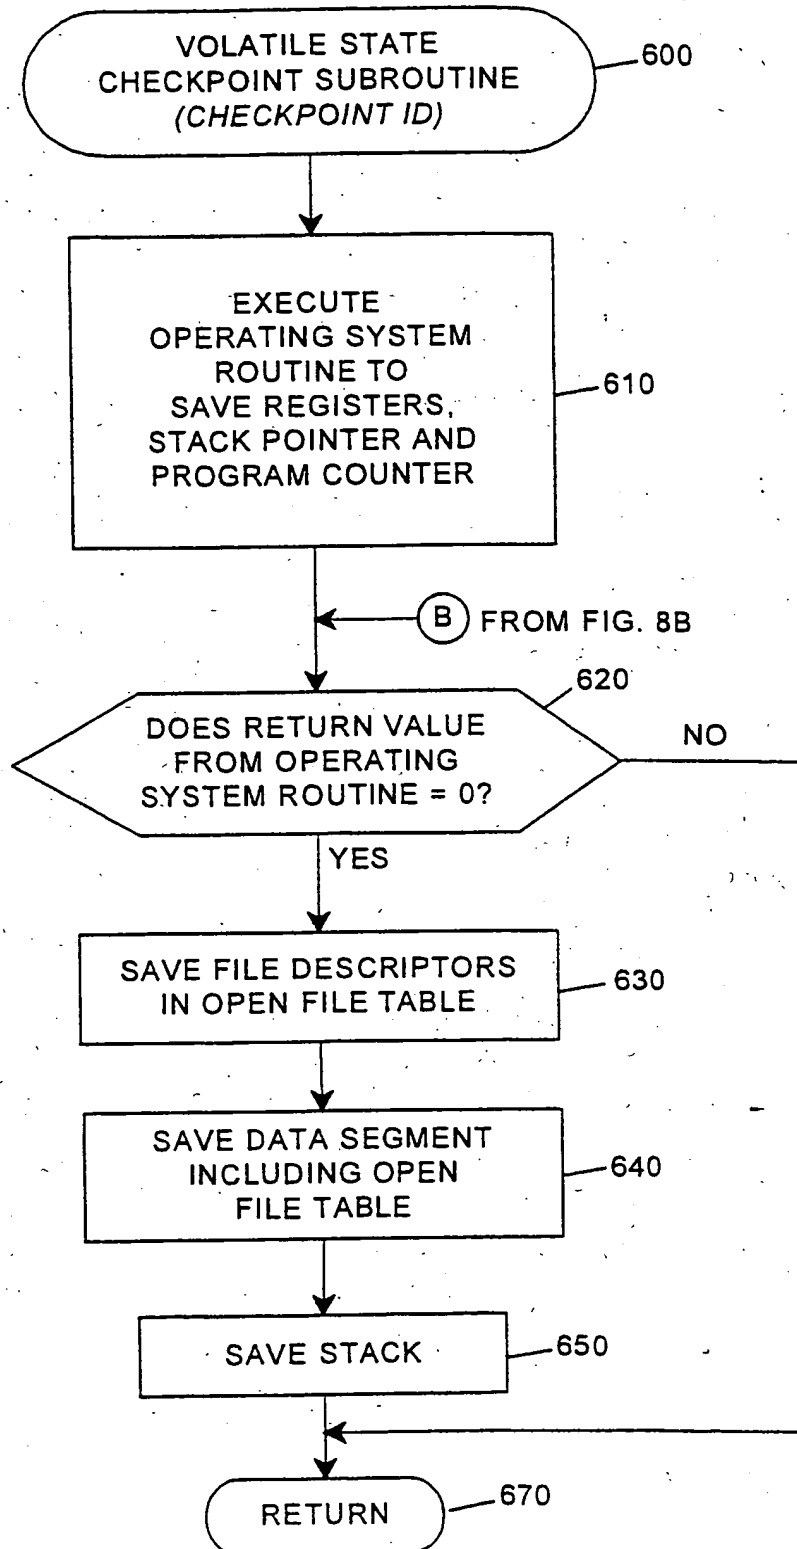 VOLATILE STATE
CHECKPOINT SUBROUTINE
(CHECKPOINT ID)
600
EXECUTE
OPERATING SYSTEM
ROUTINE TO
SAVE REGISTERS,
STACK POINTER AND
PROGRAM COUNTER
610
B FROM FIG. 8B
620
DOES RETURN VALUE
FROM OPERATING
SYSTEM ROUTINE = 0?
NO
YES
SAVE FILE DESCRIPTORS
IN OPEN FILE TABLE
630
SAVE DATA SEGMENT
INCLUDING OPEN
FILE TABLE
640
SAVE STACK
650
RETURN
670